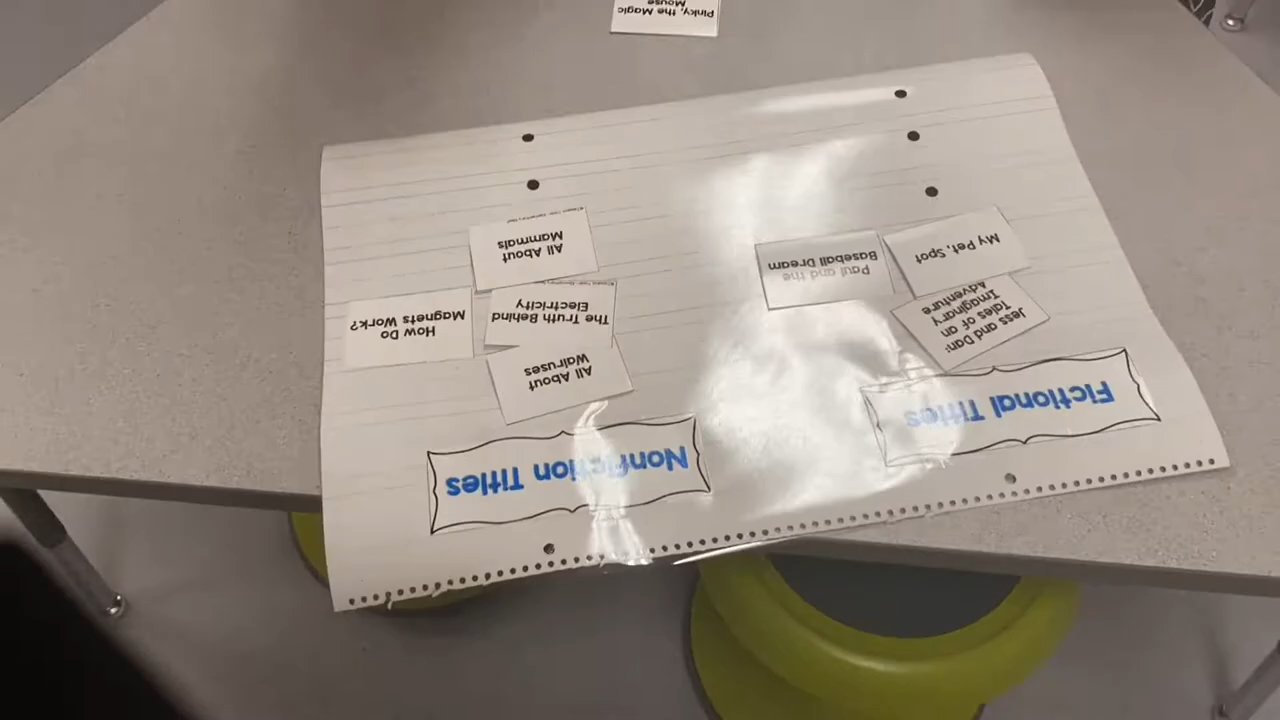 Fictional Titles
Jess and Dan:
Tales of an
Imaginary
Adventure
My Pet, Spot
Paul and the
Baseball Dream
Nonfiction Titles
All About
Walruses
The Truth Behind
Electricity
How Do
Magnets Work?
All About
Mammals
Pinky, the Magic
Mouse